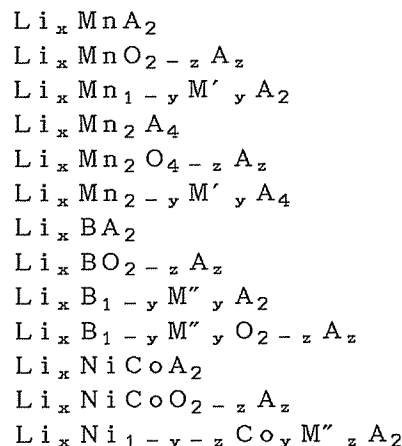 LiₓMnA₂
LiₓMnO₂₋zAz
LiₓMn₁₋yM′yA₂
LiₓMn₂A₄
LiₓMn₂O₄₋zAz
LiₓMn₂₋yM′yA₄
LiₓBA₂
LiₓBO₂₋zAz
LiₓB₁₋yM″yA₂
LiₓB₁₋yM″yO₂₋zAz
LiₓNiCoA₂
LiₓNiCoO₂₋zAz
LiₓNi₁₋y₋zCoyM″zA₂